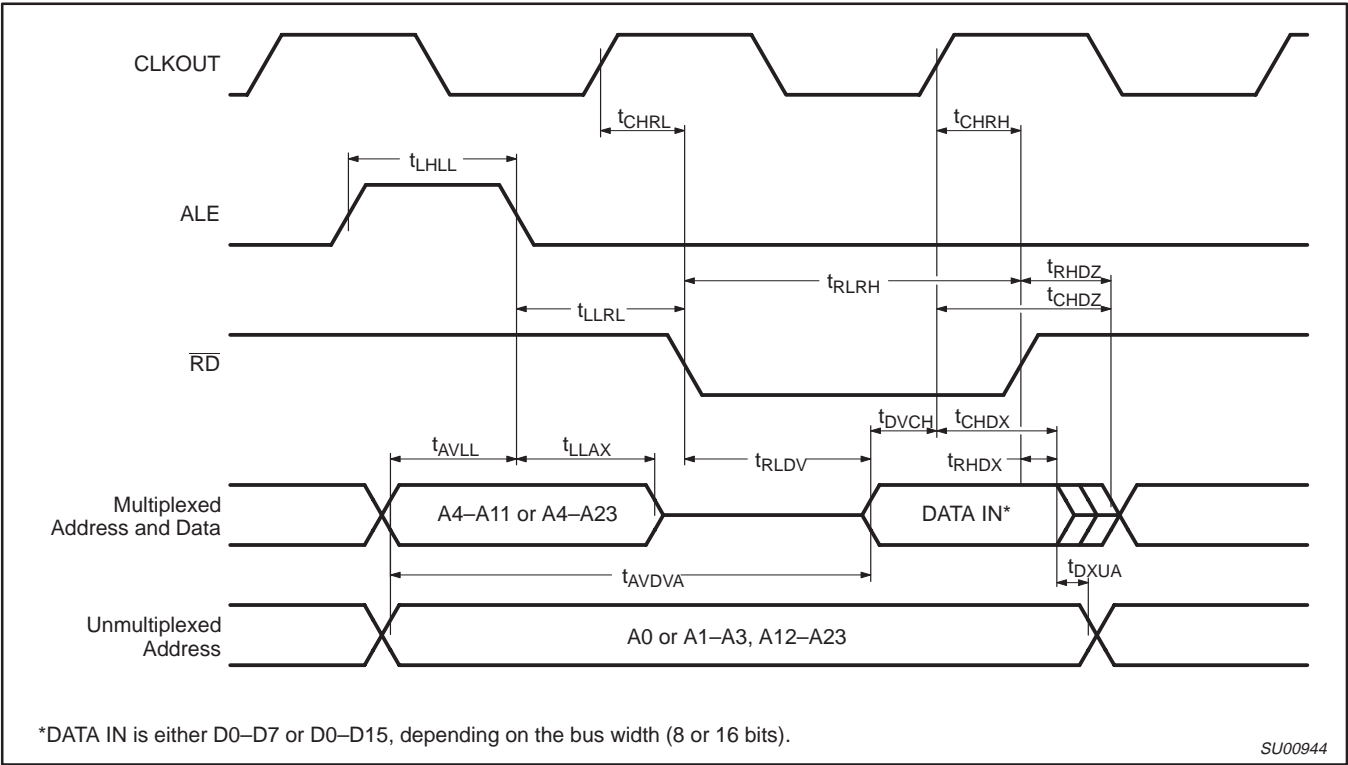 CLKOUT
tCHRL
tCHRH
tLHLL
ALE
tRHDZ
tRLRH
tCHDZ
tLLRL
RD
tDVCH
tCHDX
tAVLL
tLLAX
tRLDV
tRHDX
Multiplexed
Address and Data
A4–A11 or A4–A23
DATA IN*
tAVDVA
tDXUA
Unmultiplexed
Address
A0 or A1–A3, A12–A23
*DATA IN is either D0–D7 or D0–D15, depending on the bus width (8 or 16 bits).
SU00944